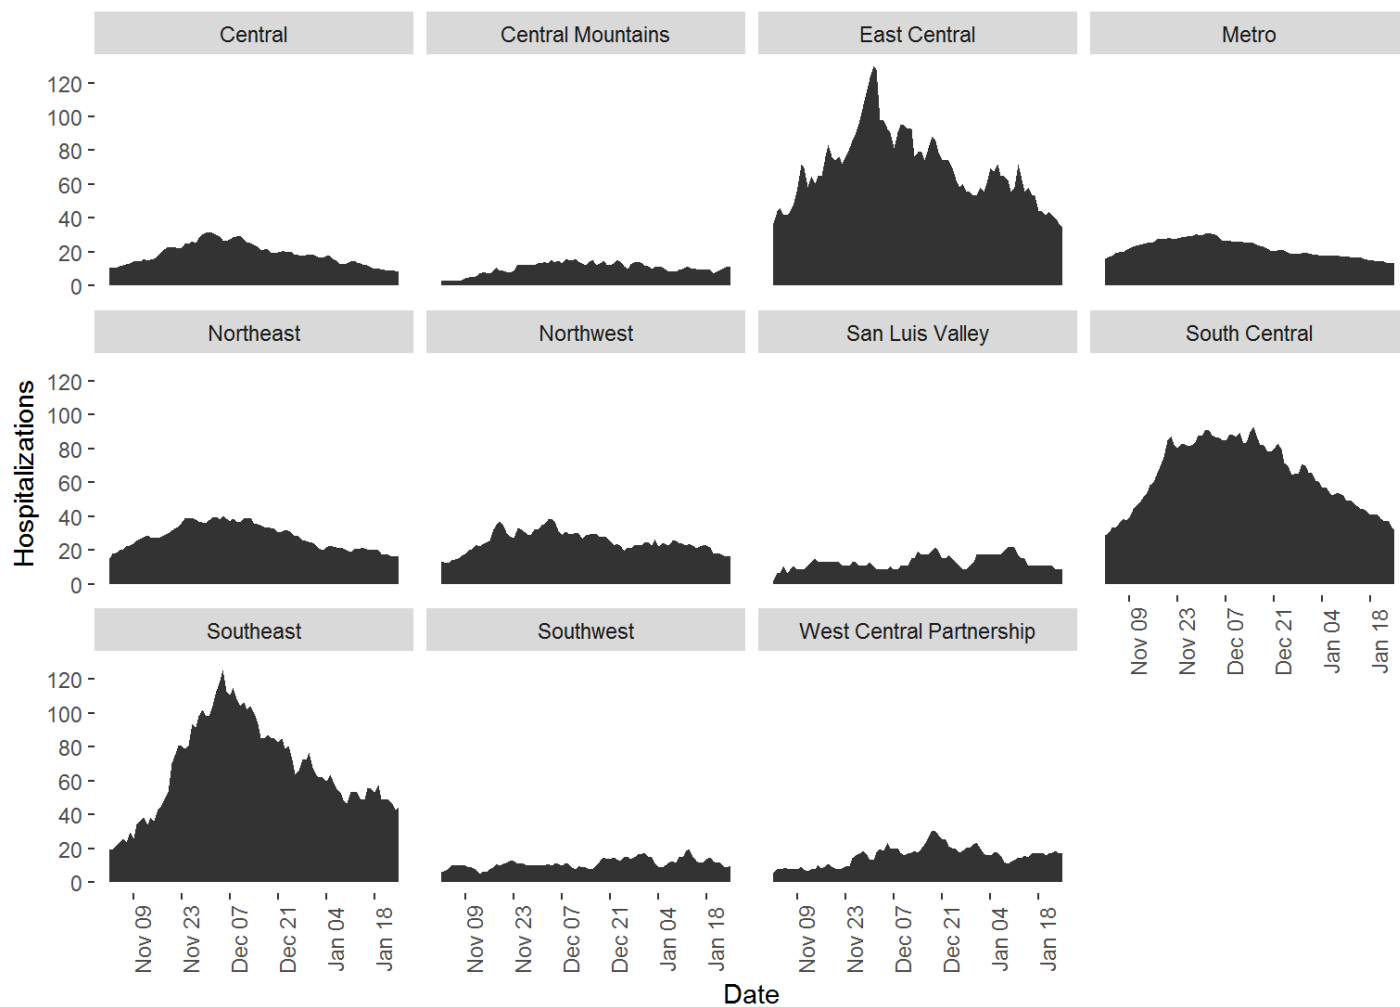 Central
Central Mountains
East Central
Metro
120
100
80
60
40
20
0
Northeast
Northwest
San Luis Valley
South Central
120
100
80
60
40
20
0
Hospitalizations
Nov 09
Nov 23
Dec 07
Dec 21
Jan 04
Jan 18
Southeast
Southwest
West Central Partnership
120
100
80
60
40
20
0
Nov 09
Nov 23
Dec 07
Dec 21
Jan 04
Jan 18
Nov 09
Nov 23
Dec 07
Dec 21
Jan 04
Jan 18
Nov 09
Nov 23
Dec 07
Dec 21
Jan 04
Jan 18
Date